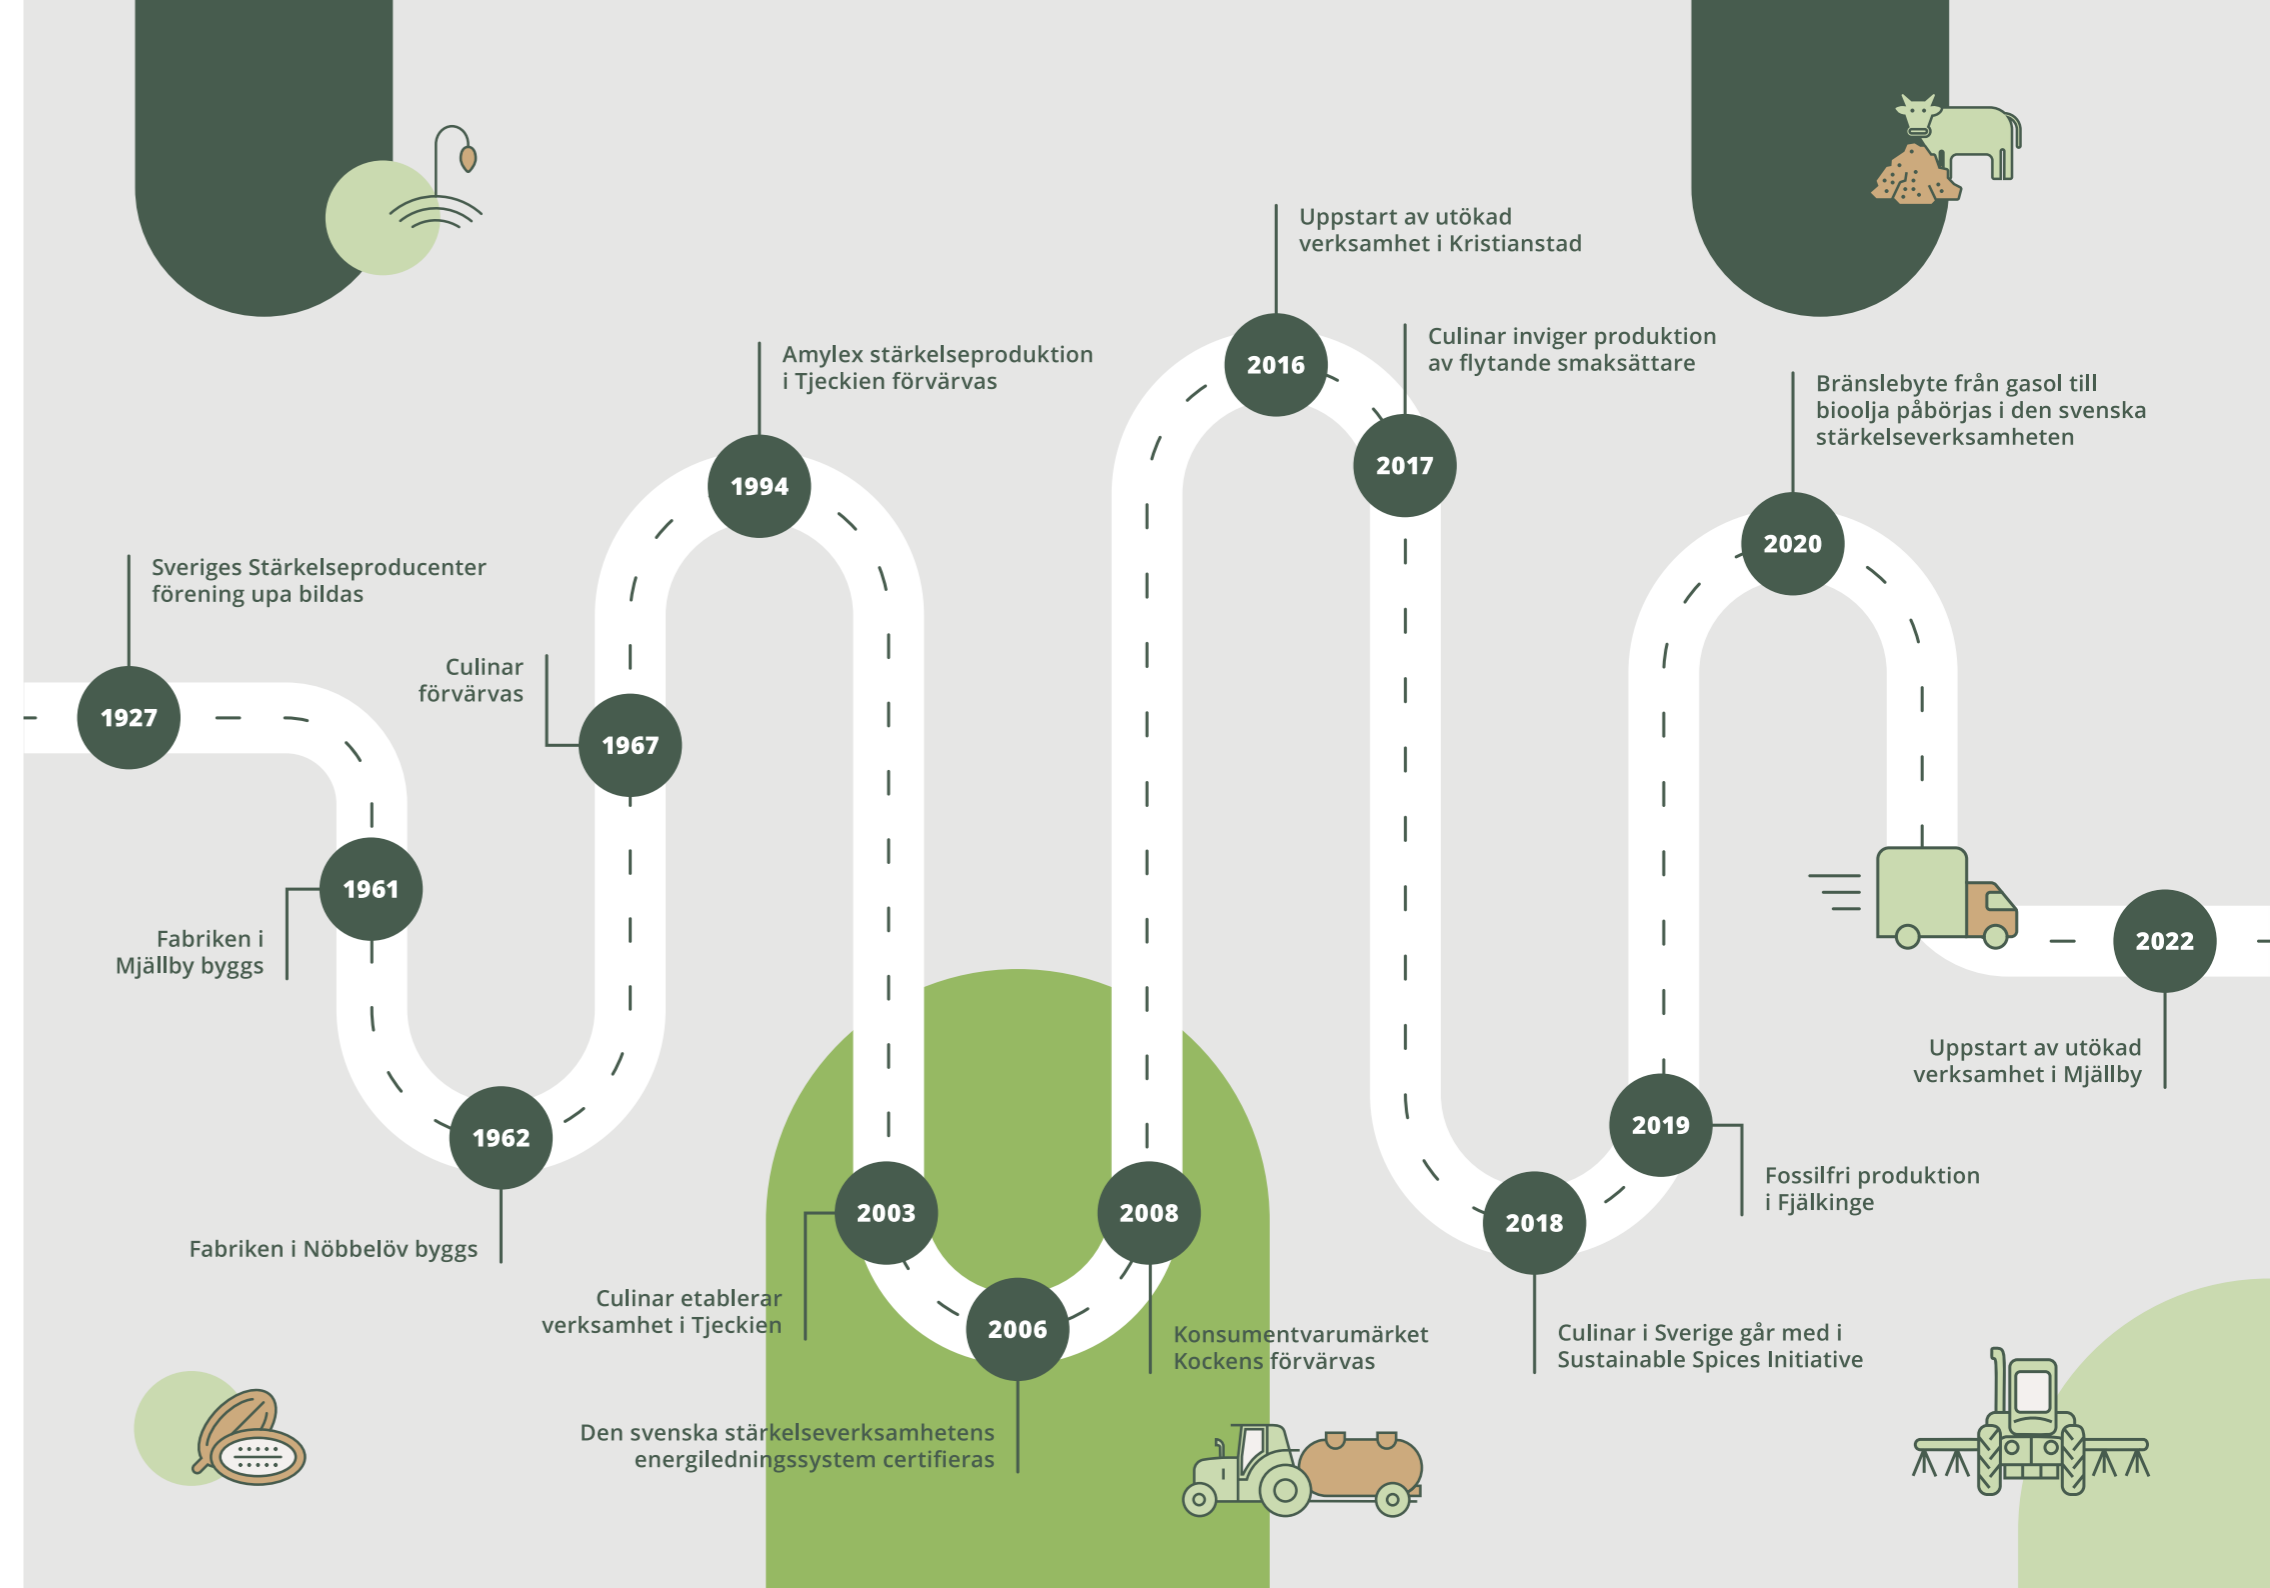 1927
Sveriges Stärkelseproducenter
förening upa bildas
1961
Fabriken i
Mjällby byggs
1962
Fabriken i Nöbbelöv byggs
1967
Culinar
förvärvas
1994
Amylex stärkelseproduktion
i Tjeckien förvärvas
2003
Culinar etablerar
verksamhet i Tjeckien
2006
Den svenska stärkelseverksamhetens
energiledningssystem certifieras
2008
Konsumentvarumärket
Kockens förvärvas
2016
Uppstart av utökad
verksamhet i Kristianstad
2017
Culinar inviger produktion
av flytande smaksättare
2018
Culinar i Sverige går med i
Sustainable Spices Initiative
2019
Fossilfri produktion
i Fjälkinge
2020
Bränslebyte från gasol till
bioolja påbörjas i den svenska
stärkelseverksamheten
2022
Uppstart av utökad
verksamhet i Mjällby